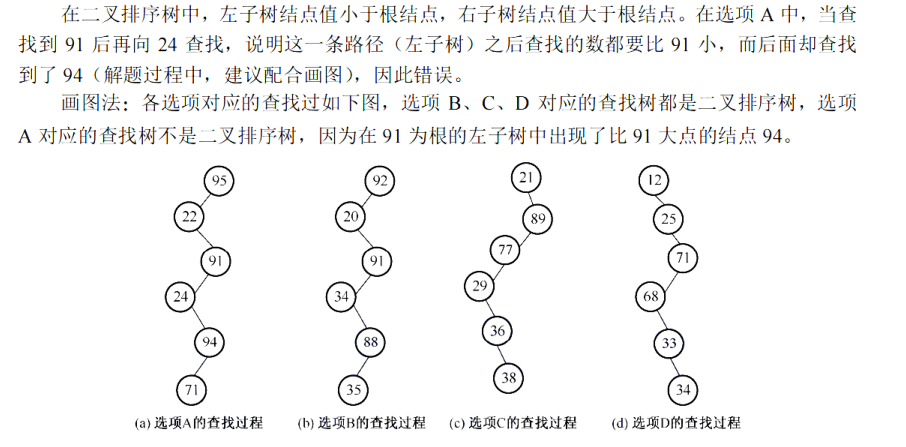 在二叉排序树中，左子树结点值小于根结点，右子树结点值大于根结点。在选项 A 中，当查
找到 91 后再向 24 查找，说明这一条路径（左子树）之后查找的数都要比 91 小，而后面却查找
到了 94（解题过程中，建议配合画图），因此错误。
画图法：各选项对应的查找过如下图，选项 B、C、D 对应的查找树都是二叉排序树，选项
A 对应的查找树不是二叉排序树，因为在 91 为根的左子树中出现了比 91 大点的结点 94。
95
22
91
24
94
71
(a) 选项A的查找过程
92
20
91
34
88
35
(b) 选项B的查找过程
21
89
77
29
36
38
(c) 选项C的查找过程
12
25
71
68
33
34
(d) 选项D的查找过程